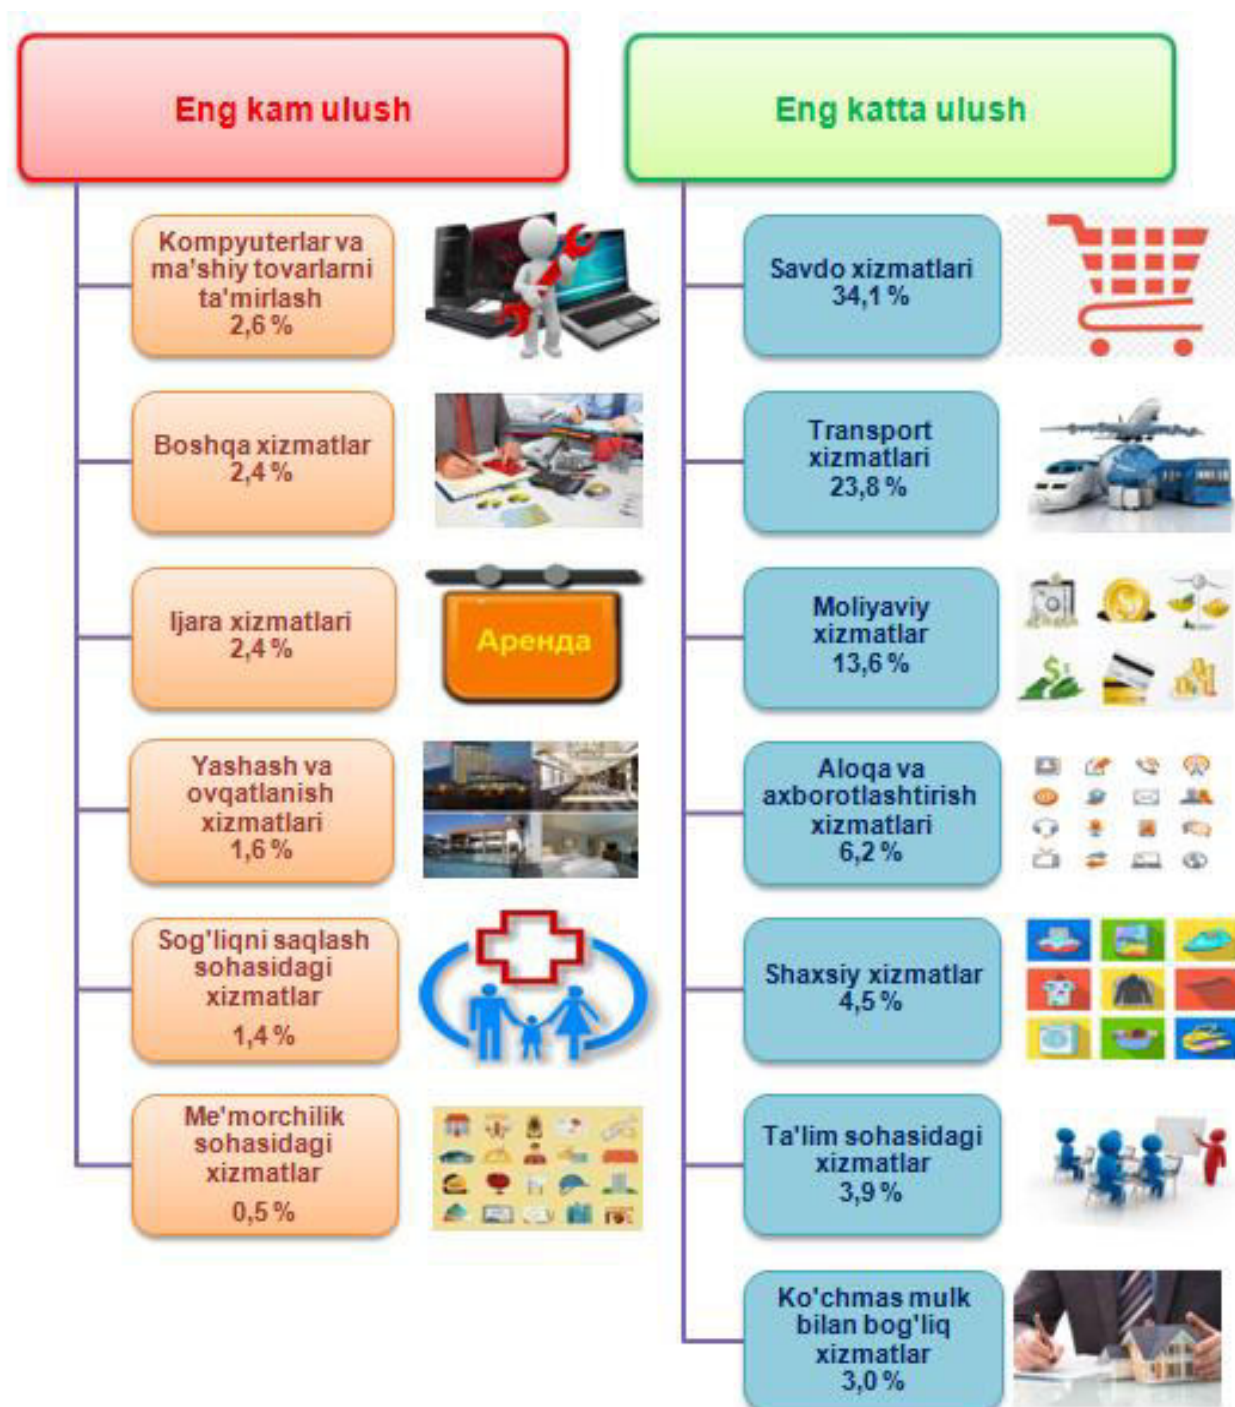 Eng kam ulush
Kompyuterlar va
ma'shiy tovarlarni
ta'mirlash
2,6 %
Boshqa xizmatlar
2,4 %
Ijara xizmatlari
2,4 %
Аренда
Yashash va
ovqatlanish
xizmatlari
1,6 %
Sog'liqni saqlash
sohasidagi
xizmatlar
1,4 %
Me'morchilik
sohasidagi
xizmatlar
0,5 %
Eng katta ulush
Savdo xizmatlari
34,1 %
Transport
xizmatlari
23,8 %
Moliyaviy
xizmatlar
13,6 %
Aloqa va
axborotlashtirish
xizmatlari
6,2 %
Shaxsiy xizmatlar
4,5 %
Ta'lim sohasidagi
xizmatlar
3,9 %
Ko'chmas mulk
bilan bog'liq
xizmatlar
3,0 %